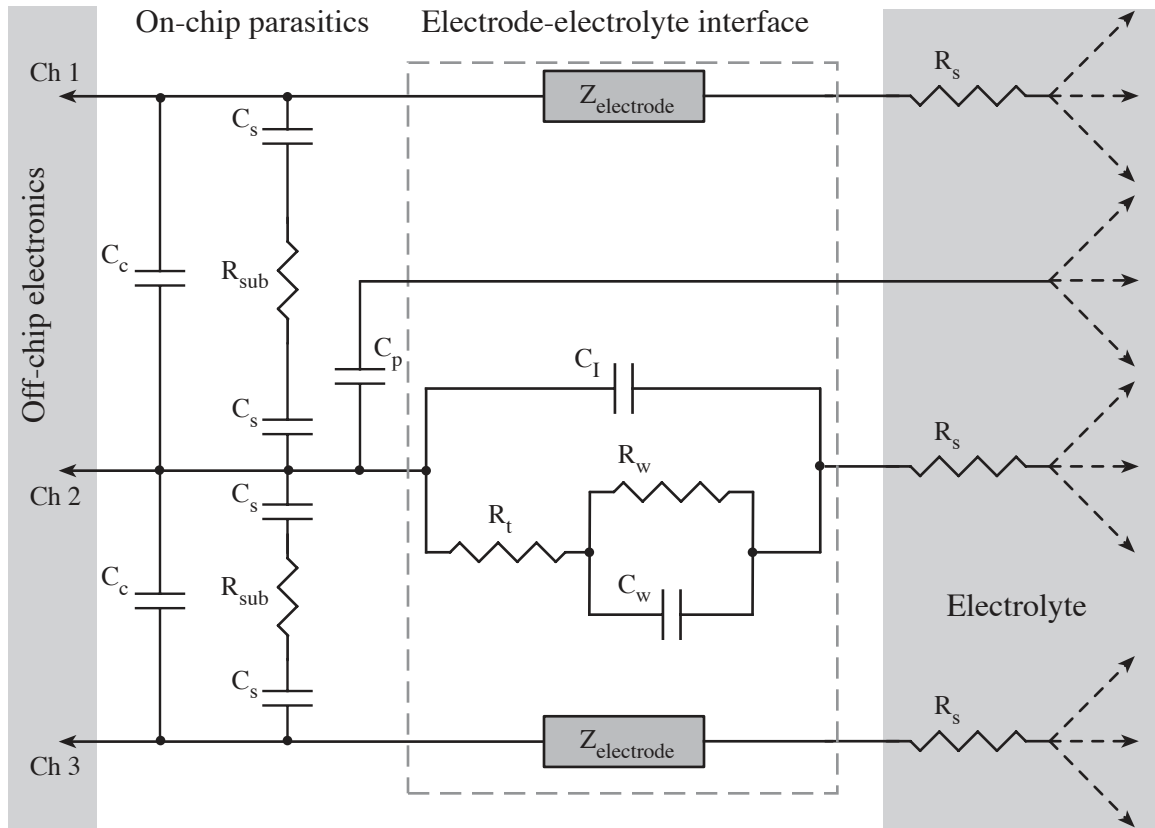 On-chip parasitics
Electrode-electrolyte interface
Ch 1
Z_electrode
R_s
C_s
Off-chip electronics
C_c
R_sub
C_p
C_I
C_s
R_w
R_s
Ch 2
C_s
R_t
C_c
R_sub
C_w
Electrolyte
C_s
R_s
Z_electrode
Ch 3